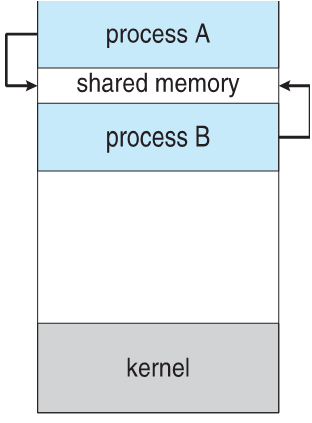 process A
shared memory
process B
kernel